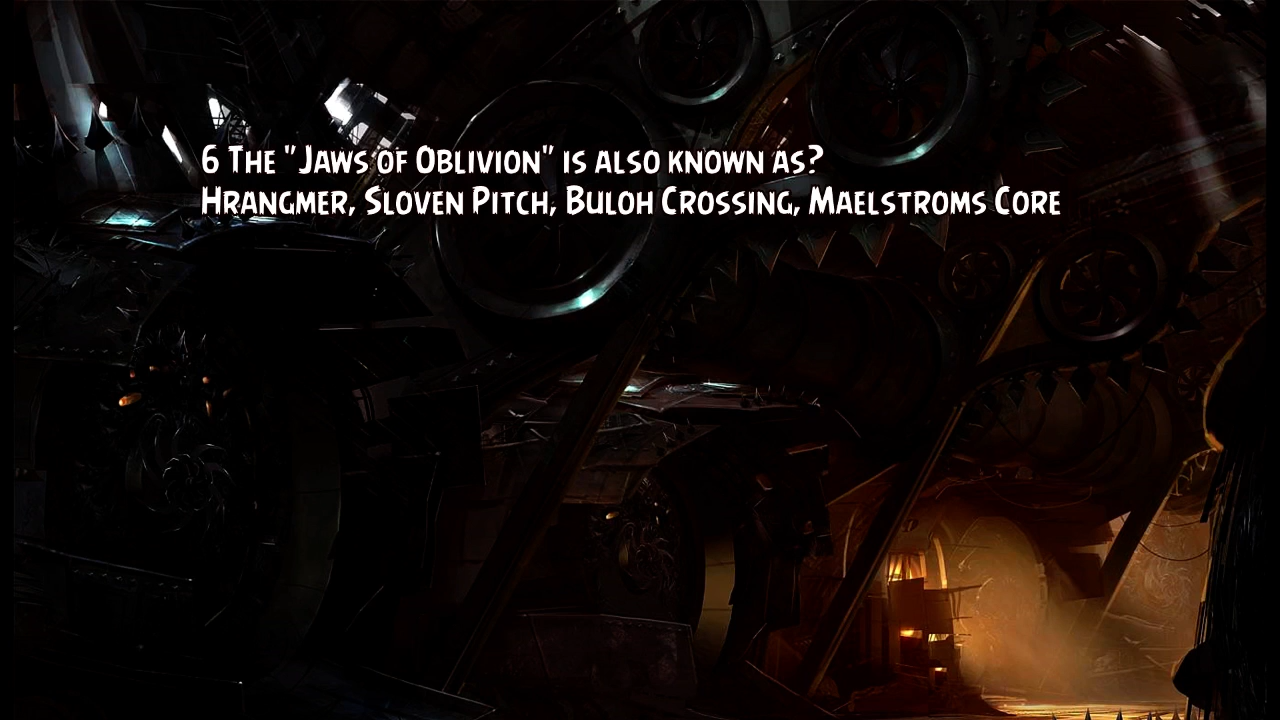 6 The "Jaws of Oblivion" is also known as?
Hrangmer, Sloven Pitch, Buloh Crossing, Maelstroms Core